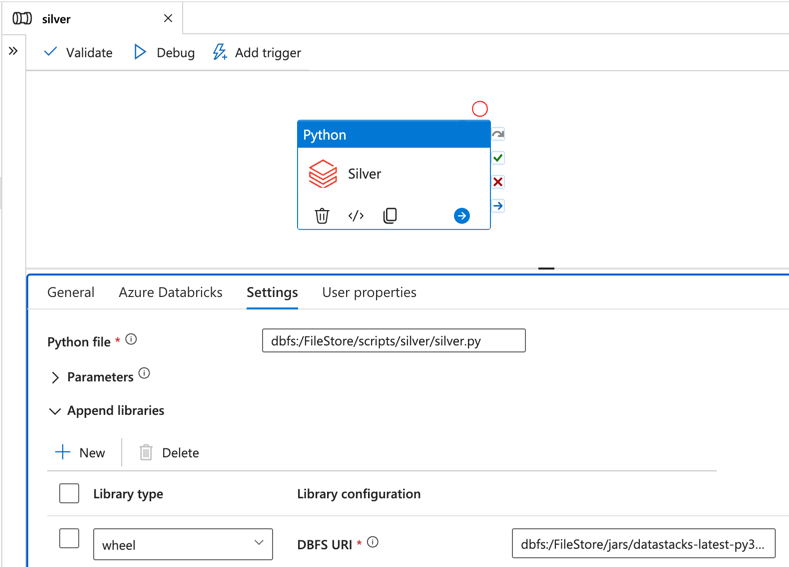 silver
Validate Debug Add trigger
Python
Silver
General Azure Databricks Settings User properties
Python file * dbfs:/FileStore/scripts/silver/silver.py
Parameters
Append libraries
New Delete
Library type Library configuration
wheel DBFS URI * dbfs:/FileStore/jars/datastacks-latest-py3...